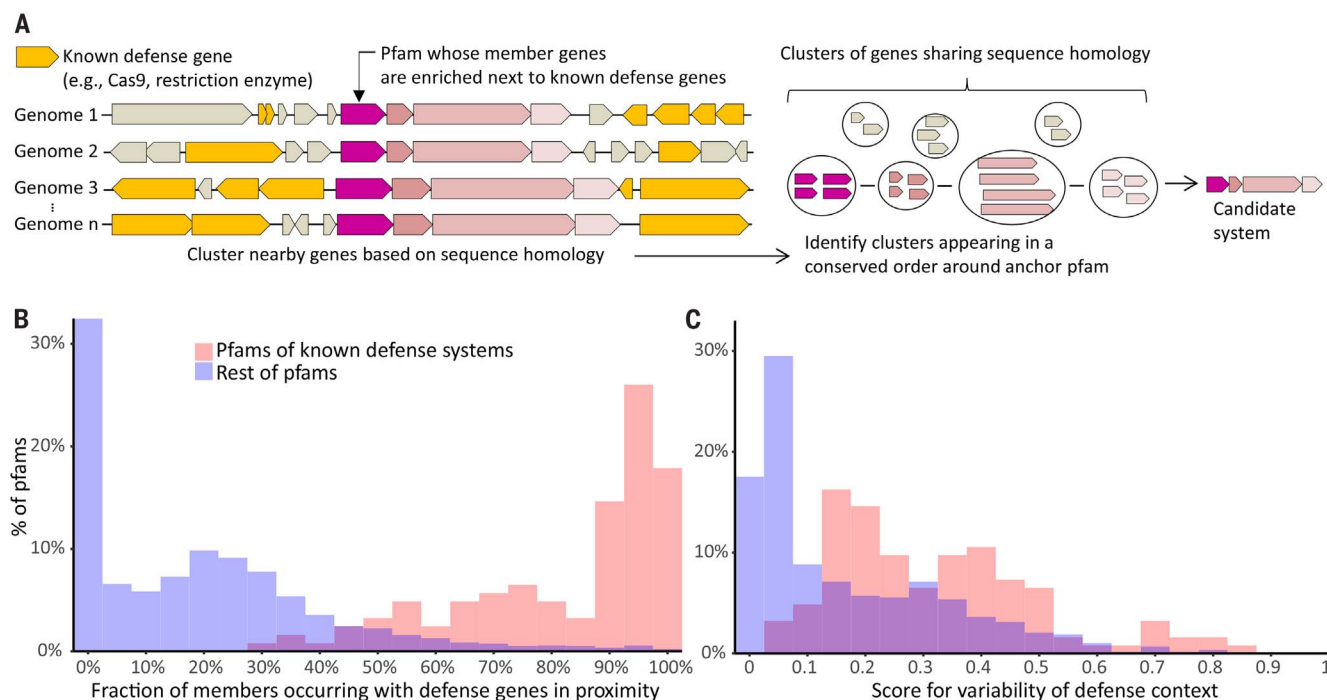 A
Known defense gene
(e.g., Cas9, restriction enzyme)
Pfam whose member genes
are enriched next to known defense genes
Clusters of genes sharing sequence homology
Genome 1
Genome 2
Genome 3
⋮
Genome n
Cluster nearby genes based on sequence homology
Identify clusters appearing in a
conserved order around anchor pfam
Candidate
system
B
% of pfams
30%
20%
10%
0%
Pfams of known defense systems
Rest of pfams
0% 10% 20% 30% 40% 50% 60% 70% 80% 90% 100%
Fraction of members occurring with defense genes in proximity
C
30%
20%
10%
0%
0 0.1 0.2 0.3 0.4 0.5 0.6 0.7 0.8 0.9 1
Score for variability of defense context